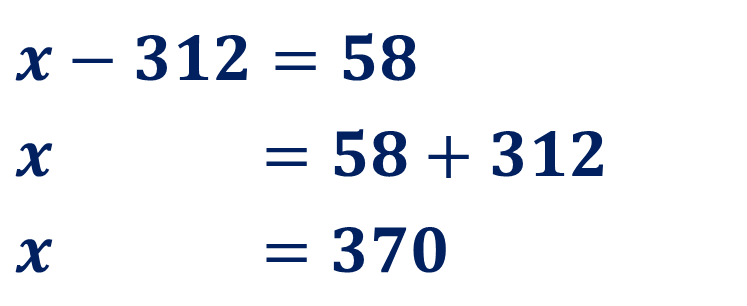 x − 312 = 58
x = 58 + 312
x = 370